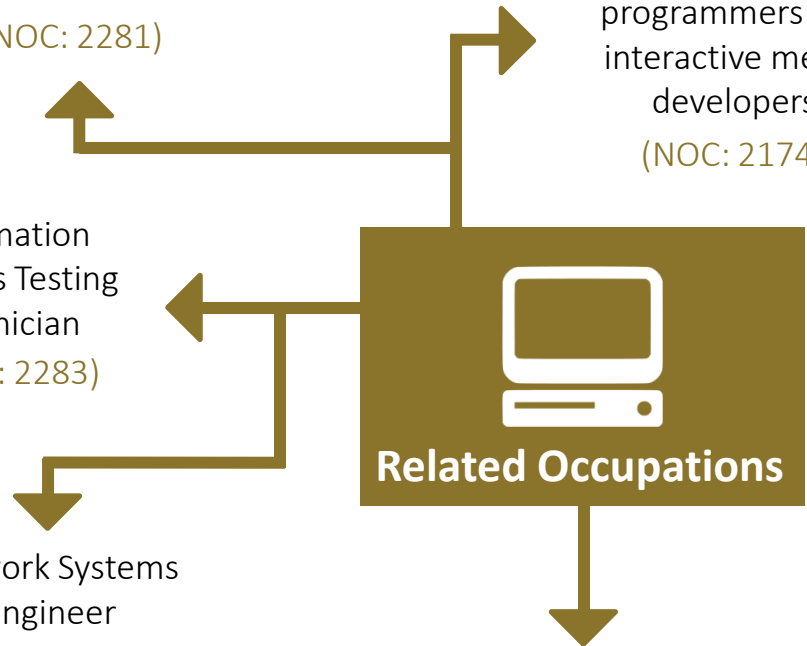 NOC: 2281)
programmers
interactive me
developers
(NOC: 2174
mation
s Testing
nician
: 2283)
Related Occupations
ork Systems
ngineer